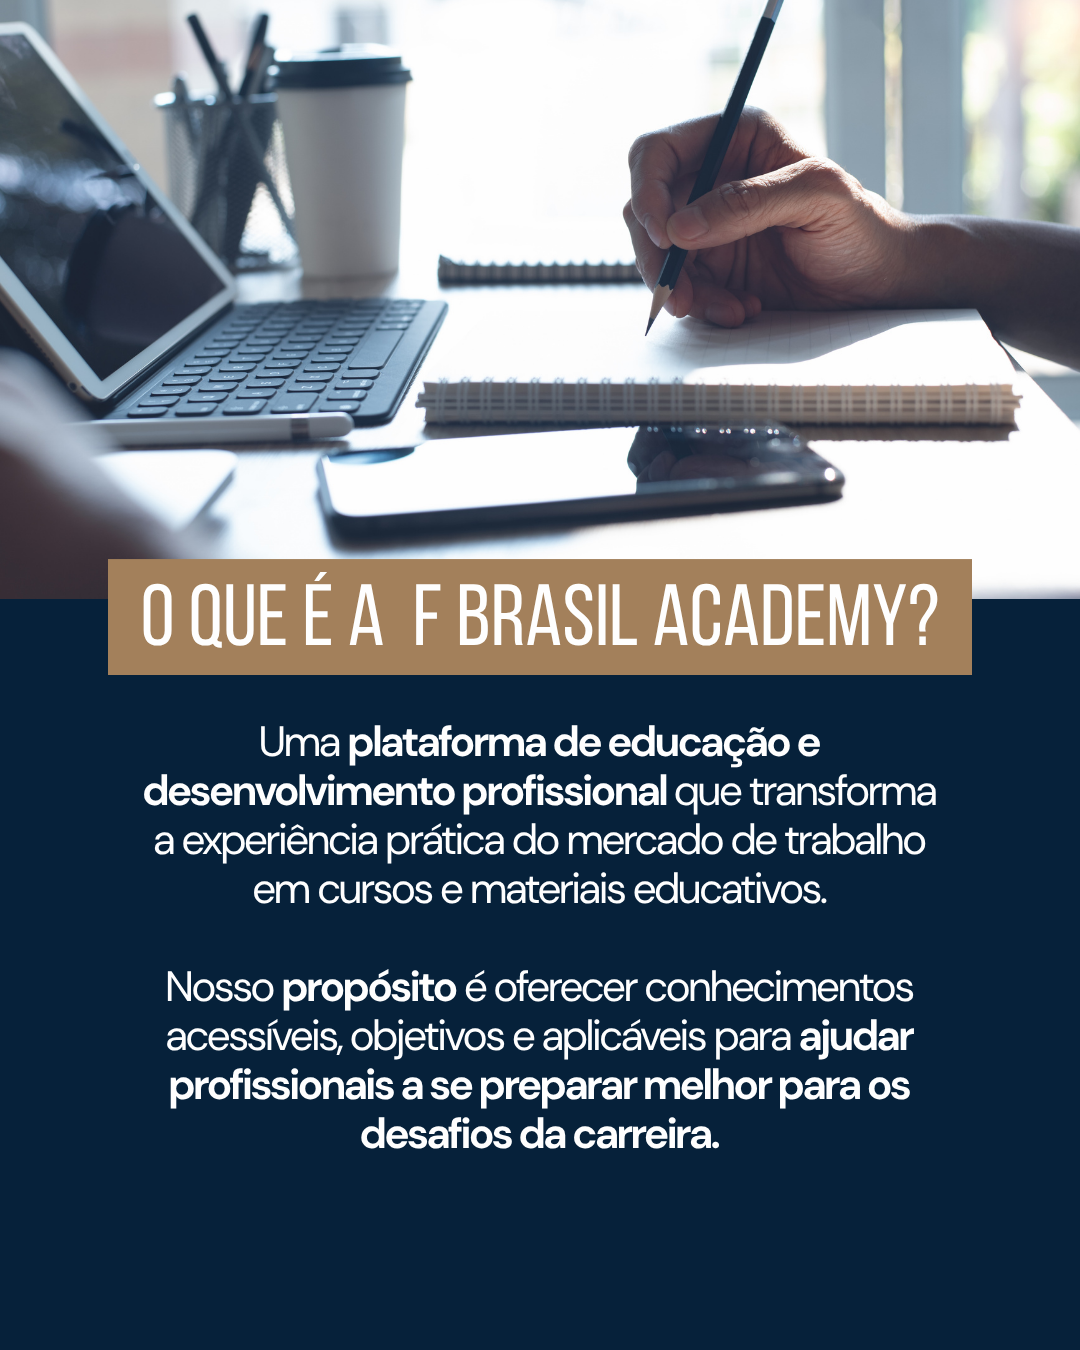 O QUE É A  F BRASIL ACADEMY?
Uma plataforma de educação e
desenvolvimento profissional que transforma
a experiência prática do mercado de trabalho
em cursos e materiais educativos.
Nosso propósito é oferecer conhecimentos
acessíveis, objetivos e aplicáveis para ajudar
profissionais a se preparar melhor para os
desafios da carreira.